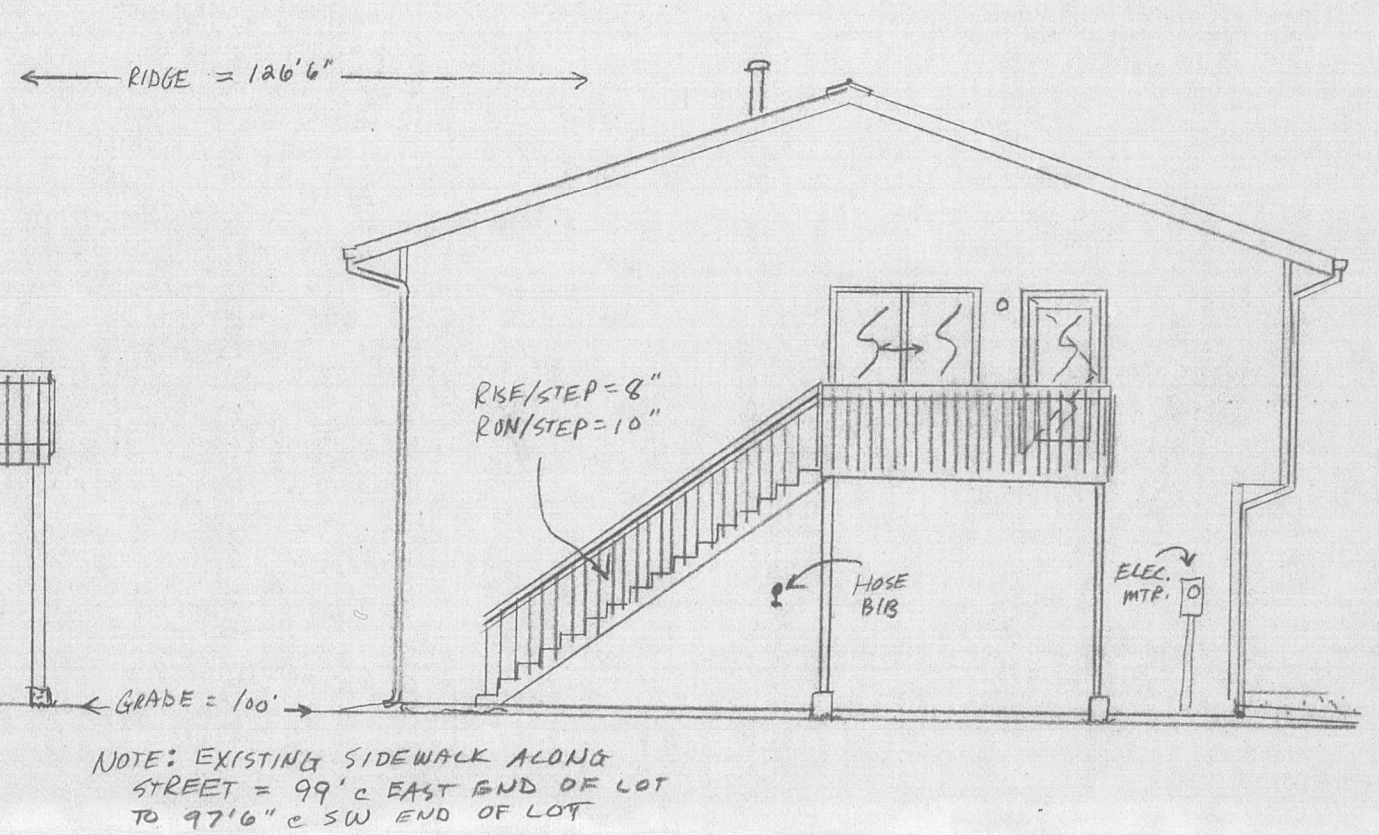 RIDGE = 126'6"
RISE/STEP = 8"
RUN/STEP = 10"
HOSE
BIB
ELEC.
MTR.
GRADE = 100'
NOTE: EXISTING SIDEWALK ALONG
STREET = 99' @ EAST END OF LOT
TO 97'6" @ SW END OF LOT